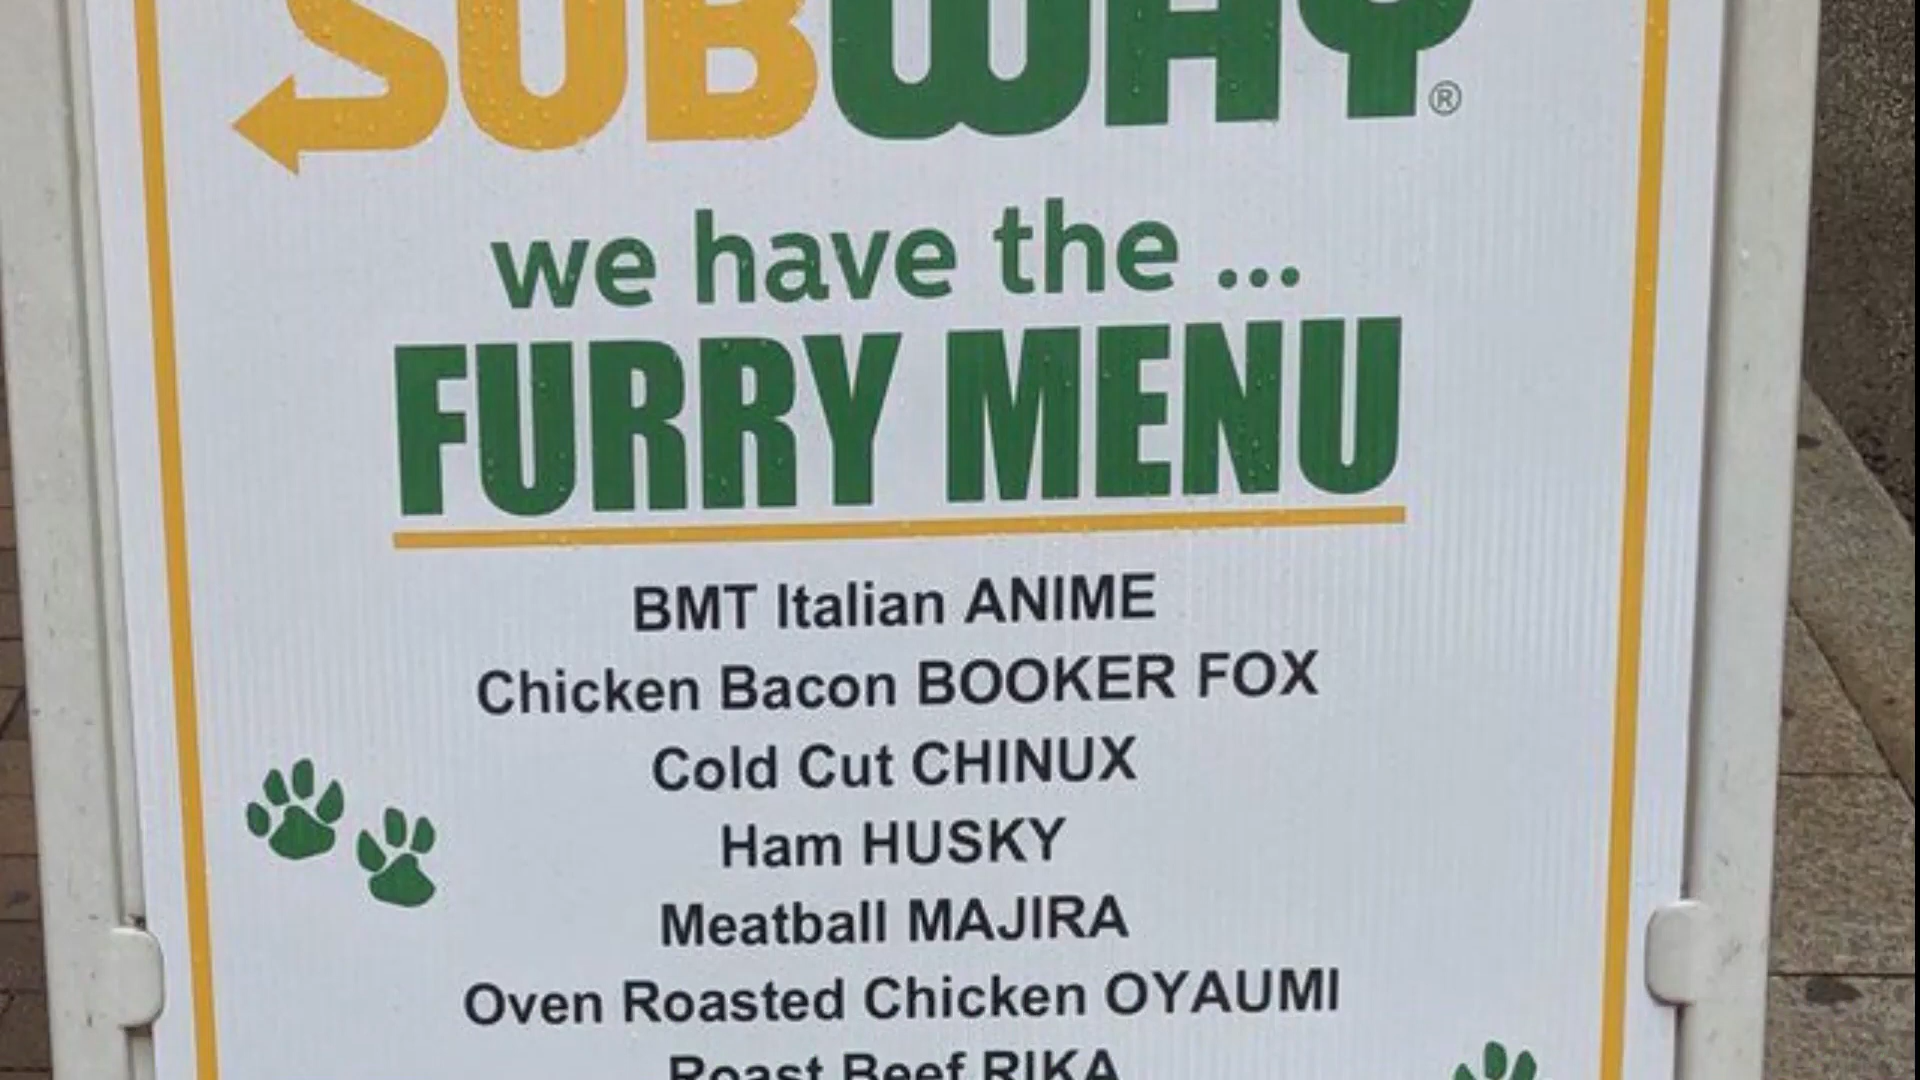 SUBWAY®
we have the ...
FURRY MENU
BMT Italian ANIME
Chicken Bacon BOOKER FOX
Cold Cut CHINUX
Ham HUSKY
Meatball MAJIRA
Oven Roasted Chicken OYAUMI
Roast Beef RIKA